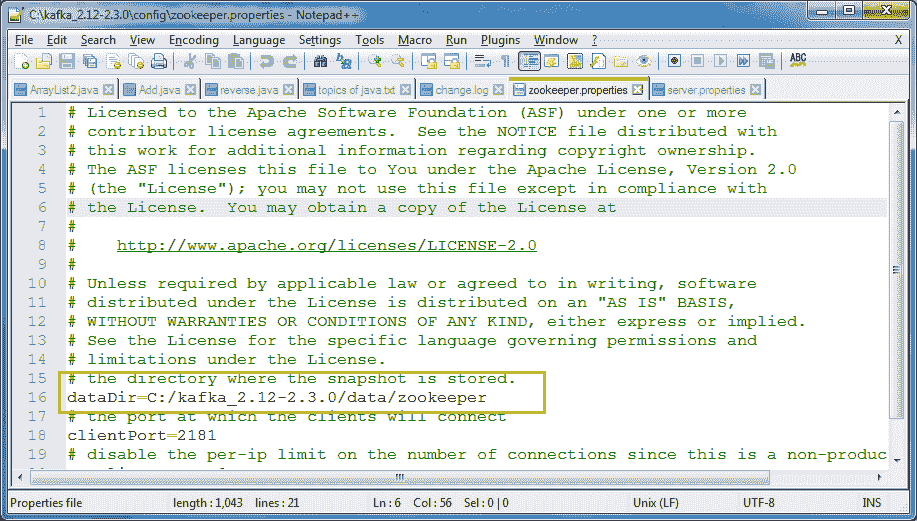 C:\kafka_2.12-2.3.0\config\zookeeper.properties - Notepad++
File Edit Search View Encoding Language Settings Tools Macro Run Plugins Window ? X
ABC
ArrayList2.java Add.java reverse.java topics of java.txt change.log zookeeper.properties server.properties
1 # Licensed to the Apache Software Foundation (ASF) under one or more
2 # contributor license agreements.  See the NOTICE file distributed with
3 # this work for additional information regarding copyright ownership.
4 # The ASF licenses this file to You under the Apache License, Version 2.0
5 # (the "License"); you may not use this file except in compliance with
6 # the License.  You may obtain a copy of the License at
7 #
8 #    http://www.apache.org/licenses/LICENSE-2.0
9 #
10 # Unless required by applicable law or agreed to in writing, software
11 # distributed under the License is distributed on an "AS IS" BASIS,
12 # WITHOUT WARRANTIES OR CONDITIONS OF ANY KIND, either express or implied.
13 # See the License for the specific language governing permissions and
14 # limitations under the License.
15 # the directory where the snapshot is stored.
16 dataDir=C:/kafka_2.12-2.3.0/data/zookeeper
17 # the port at which the clients will connect
18 clientPort=2181
19 # disable the per-ip limit on the number of connections since this is a non-produc
Properties file length : 1,043 lines : 21 Ln : 6 Col : 56 Sel : 0 | 0 Unix (LF) UTF-8 INS